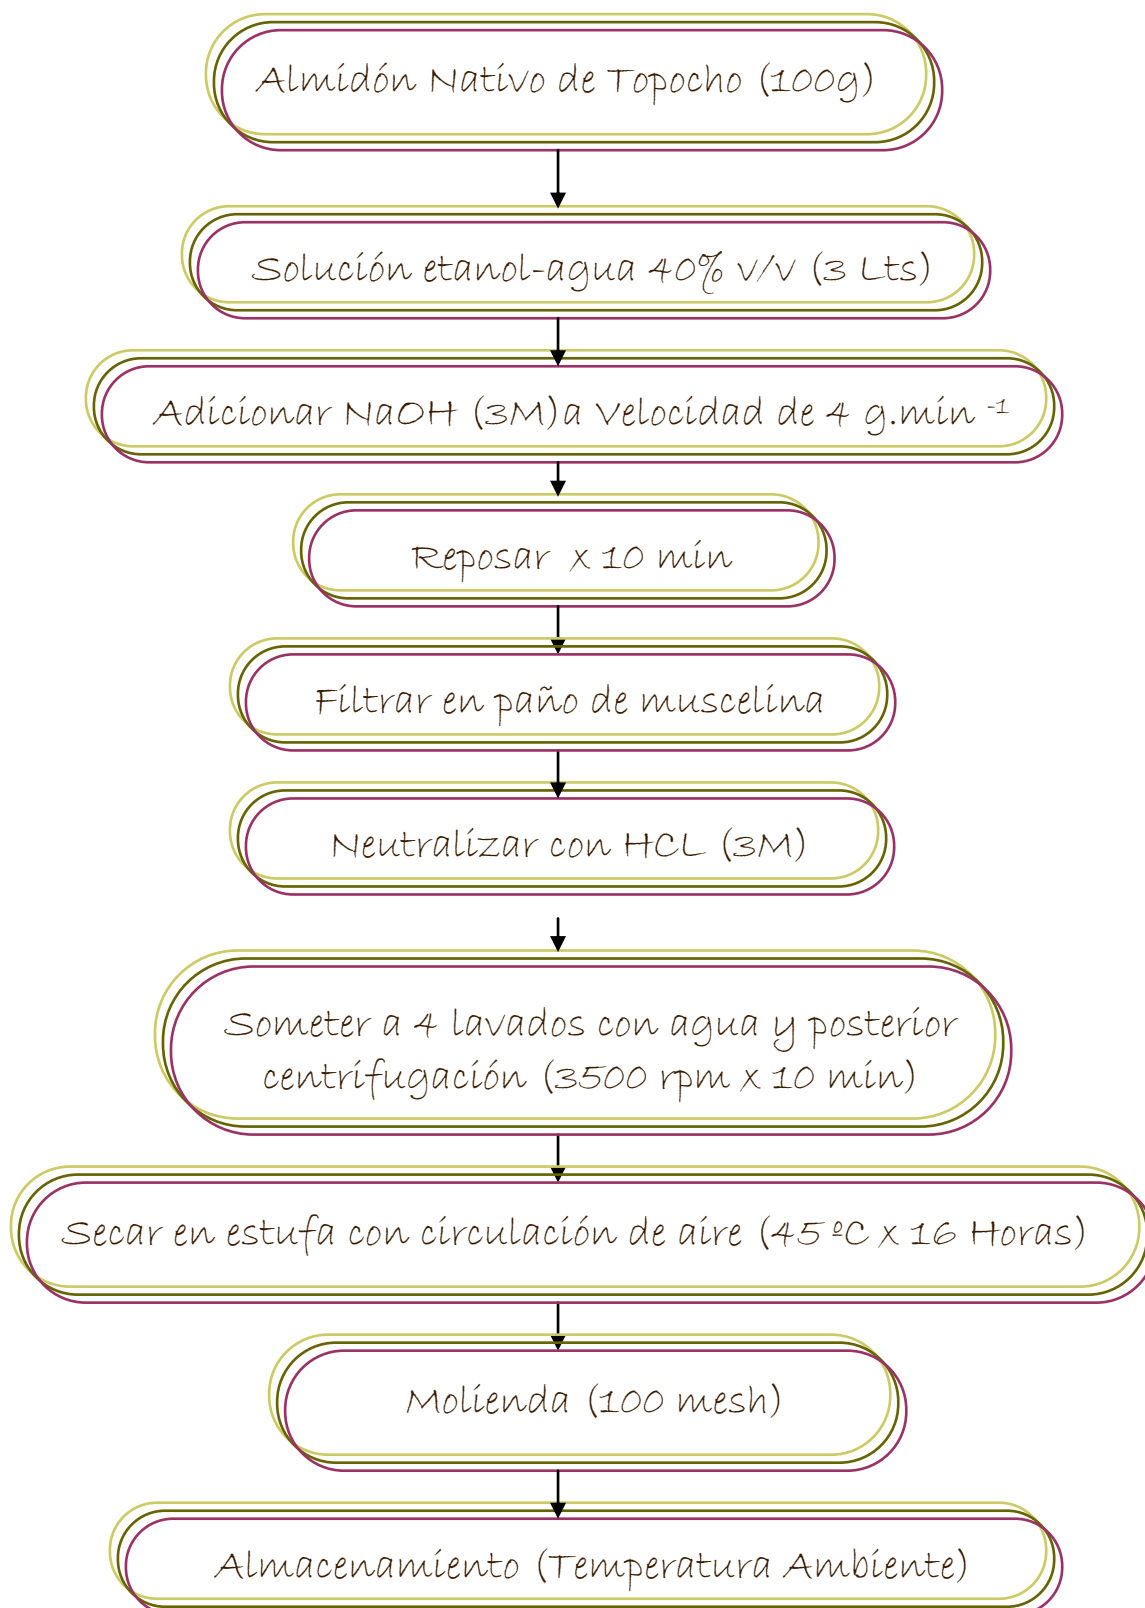 Almidón Nativo de Topocho (100g)
Solución etanol-agua 40% v/v (3 Lts)
Adicionar NaOH (3M)a Velocidad de 4 g.min -1
Reposar x 10 min
Filtrar en paño de muscelina
Neutralizar con HCL (3M)
Someter a 4 lavados con agua y posterior
centrifugación (3500 rpm x 10 min)
Secar en estufa con circulación de aire (45 ºC x 16 Horas)
Molienda (100 mesh)
Almacenamiento (Temperatura Ambiente)